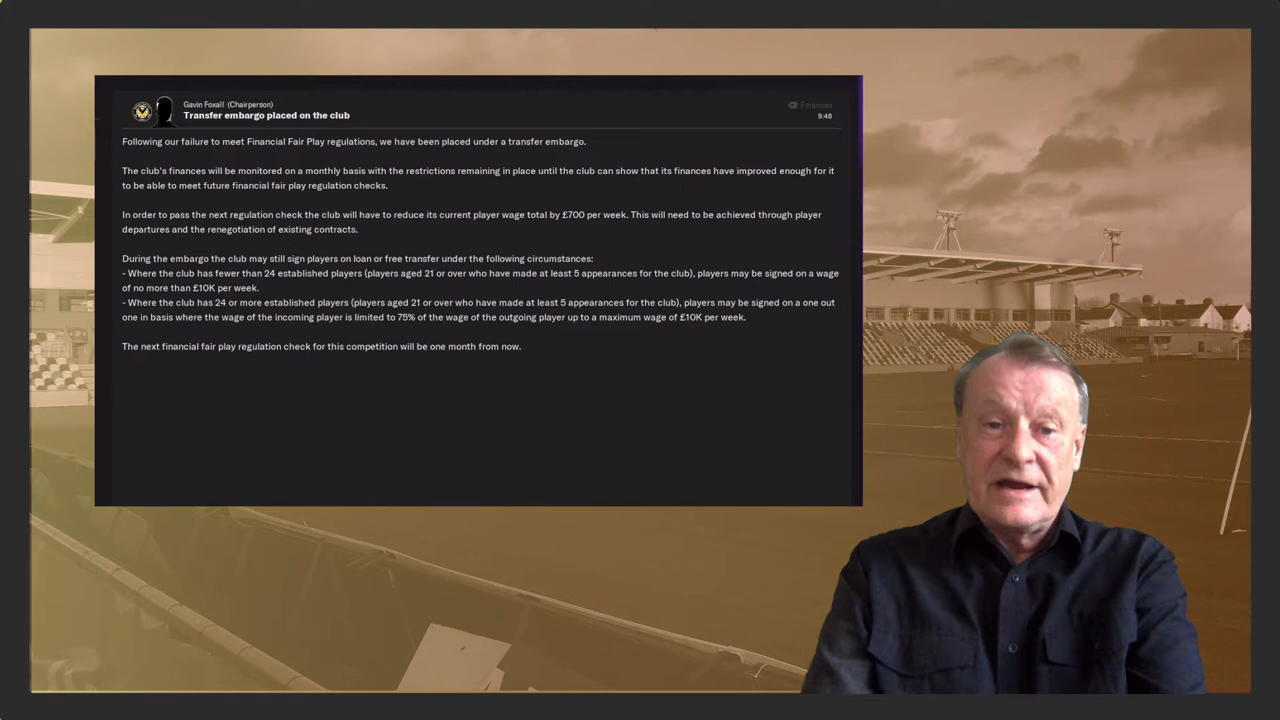 Gavin Foxall (Chairperson)
Transfer embargo placed on the club
Finances
9:48
Following our failure to meet Financial Fair Play regulations, we have been placed under a transfer embargo.
The club's finances will be monitored on a monthly basis with the restrictions remaining in place until the club can show that its finances have improved enough for it
to be able to meet future financial fair play regulation checks.
In order to pass the next regulation check the club will have to reduce its current player wage total by £700 per week. This will need to be achieved through player
departures and the renegotiation of existing contracts.
During the embargo the club may still sign players on loan or free transfer under the following circumstances:
- Where the club has fewer than 24 established players (players aged 21 or over who have made at least 5 appearances for the club), players may be signed on a wage
of no more than £10K per week.
- Where the club has 24 or more established players (players aged 21 or over who have made at least 5 appearances for the club), players may be signed on a one out
one in basis where the wage of the incoming player is limited to 75% of the wage of the outgoing player up to a maximum wage of £10K per week.
The next financial fair play regulation check for this competition will be one month from now.